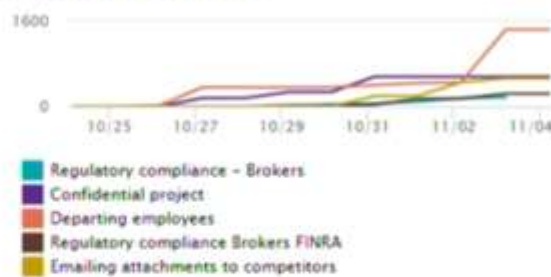 1600
0
10/25 10/27 10/29 10/31 11/02 11/04
Regulatory compliance - Brokers
Confidential project
Departing employees
Regulatory compliance Brokers FINRA
Emailing attachments to competitors